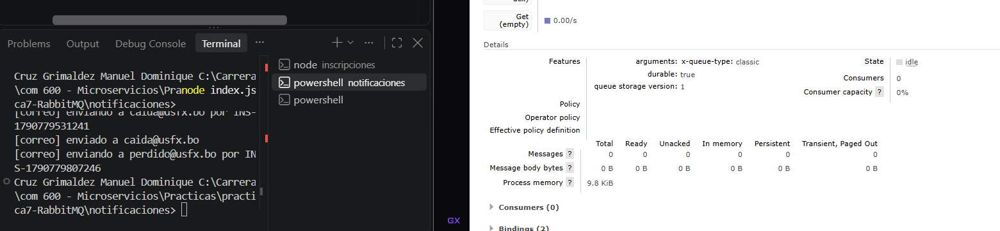 Problems Output Debug Console Terminal
Cruz Grimaldez Manuel Dominique C:\Carrera
\com 600 - Microservicios\Pranode index.js
ca7-RabbitMQ\notificaciones>
[correo] enviando a caida@usfx.bo por INS-
1790779531241
[correo] enviado a caida@usfx.bo
[correo] enviando a perdido@usfx.bo por IN
S-1790779807246
Cruz Grimaldez Manuel Dominique C:\Carrera
\com 600 - Microservicios\Practicas\practi
ca7-RabbitMQ\notificaciones>
node inscripciones
powershell notificaciones
powershell
GX
ack)
Get
(empty)
0.00/s
Details
Features
arguments: x-queue-type: classic
durable: true
queue storage version: 1
Policy
Operator policy
Effective policy definition
State idle
Consumers 0
Consumer capacity ? 0%
Total Ready Unacked In memory Persistent Transient, Paged Out
Messages ? 0 0 0 0 0 0
Message body bytes ? 0 B 0 B 0 B 0 B 0 B 0 B
Process memory ? 9.8 KiB
Consumers (0)
Bindings (2)